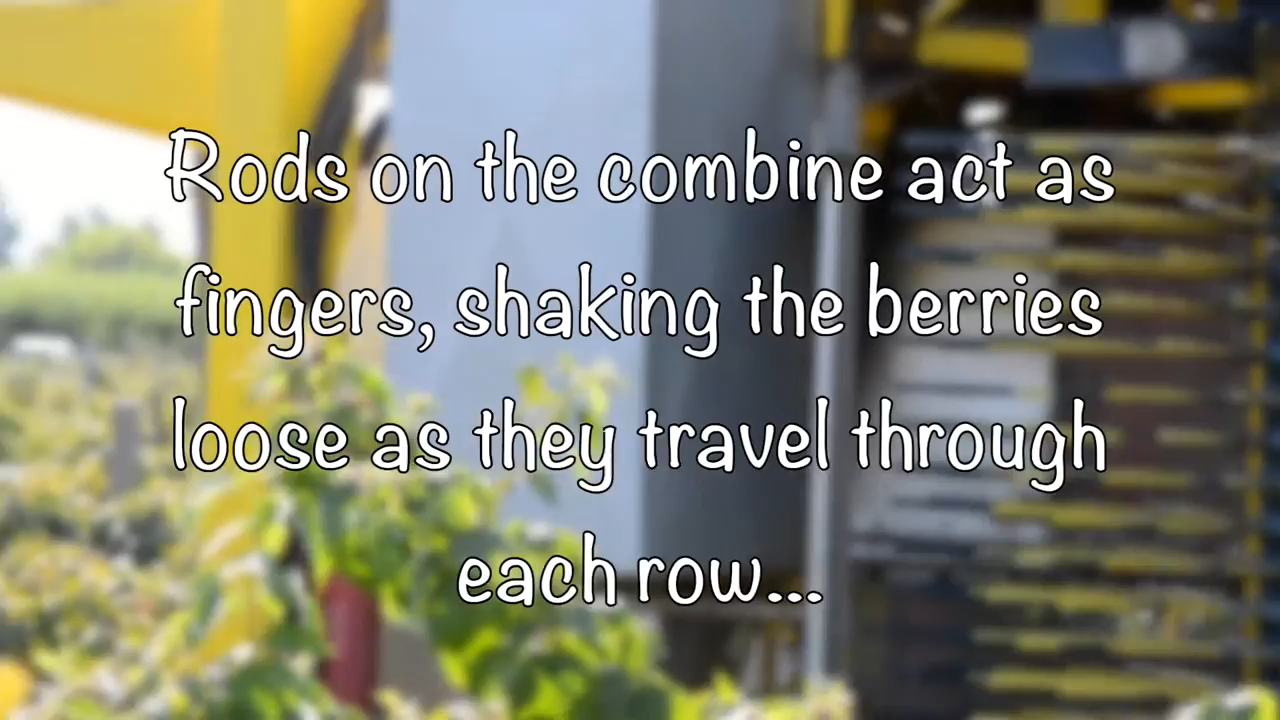 Rods on the combine act as
fingers, shaking the berries
loose as they travel through
each row...